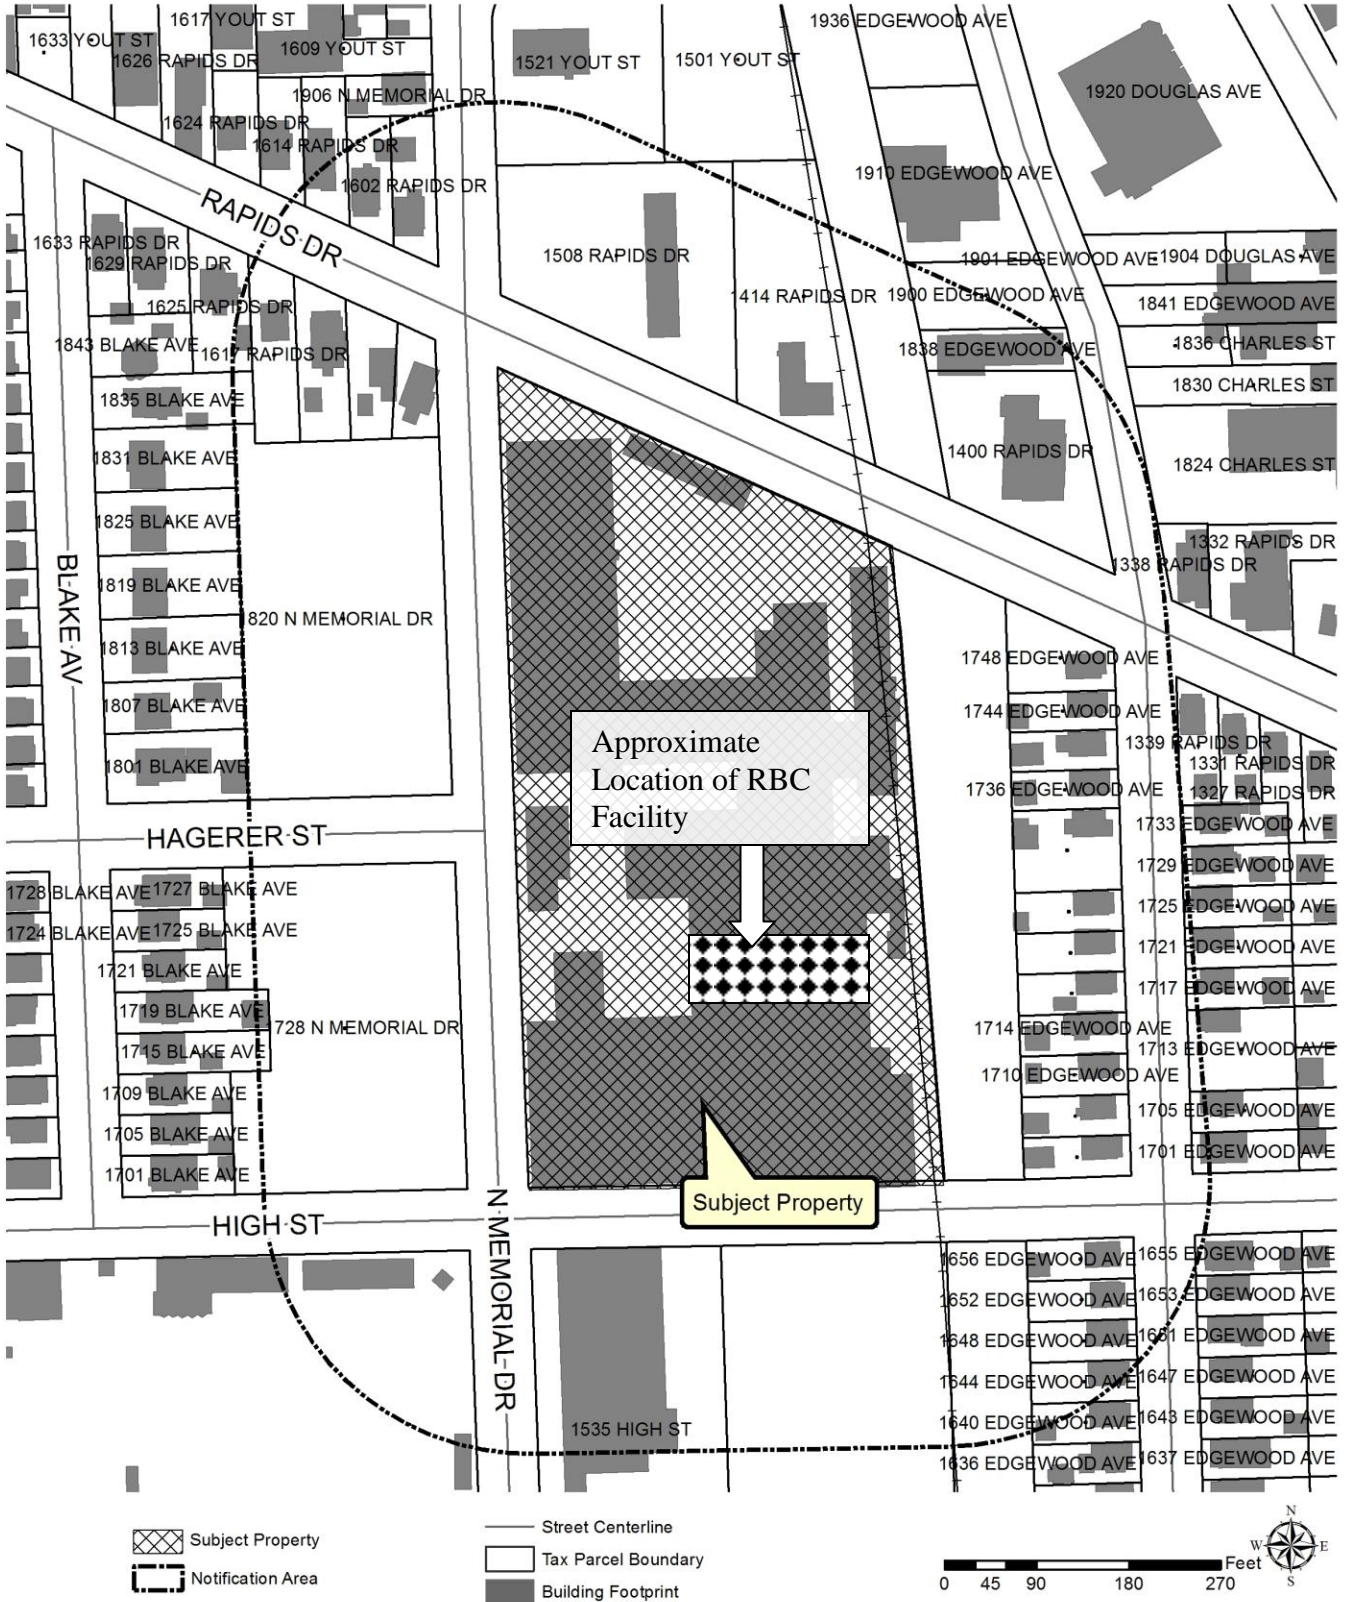 1936 EDGEWOOD AVE
1617 YOUT ST
1633 YOUT ST
1609 YOUT ST
1626 RAPIDS DR
1521 YOUT ST
1501 YOUT ST
1920 DOUGLAS AVE
1906 N MEMORIAL DR
1624 RAPIDS DR
1614 RAPIDS DR
1910 EDGEWOOD AVE
1602 RAPIDS DR
RAPIDS DR
1633 RAPIDS DR
1629 RAPIDS DR
1508 RAPIDS DR
1901 EDGEWOOD AVE
1904 DOUGLAS AVE
1625 RAPIDS DR
1414 RAPIDS DR
1900 EDGEWOOD AVE
1841 EDGEWOOD AVE
1843 BLAKE AVE
1617 RAPIDS DR
1838 EDGEWOOD AVE
1836 CHARLES ST
1835 BLAKE AVE
1830 CHARLES ST
1831 BLAKE AVE
1400 RAPIDS DR
1824 CHARLES ST
1825 BLAKE AVE
1332 RAPIDS DR
1338 RAPIDS DR
BLAKE AV
1819 BLAKE AVE
820 N MEMORIAL DR
1813 BLAKE AVE
1748 EDGEWOOD AVE
1807 BLAKE AVE
1744 EDGEWOOD AVE
1339 RAPIDS DR
1331 RAPIDS DR
1801 BLAKE AVE
Approximate
Location of RBC
Facility
1736 EDGEWOOD AVE
1327 RAPIDS DR
1733 EDGEWOOD AVE
HAGERER ST
1729 EDGEWOOD AVE
1728 BLAKE AVE
1727 BLAKE AVE
1725 EDGEWOOD AVE
1724 BLAKE AVE
1725 BLAKE AVE
1721 EDGEWOOD AVE
1721 BLAKE AVE
1717 EDGEWOOD AVE
1719 BLAKE AVE
1728 N MEMORIAL DR
1714 EDGEWOOD AVE
1715 BLAKE AVE
1713 EDGEWOOD AVE
1710 EDGEWOOD AVE
1709 BLAKE AVE
1705 EDGEWOOD AVE
1705 BLAKE AVE
1701 EDGEWOOD AVE
1701 BLAKE AVE
Subject Property
HIGH ST
N MEMORIAL DR
1656 EDGEWOOD AVE
1655 EDGEWOOD AVE
1652 EDGEWOOD AVE
1653 EDGEWOOD AVE
1648 EDGEWOOD AVE
1651 EDGEWOOD AVE
1644 EDGEWOOD AVE
1647 EDGEWOOD AVE
1535 HIGH ST
1640 EDGEWOOD AVE
1643 EDGEWOOD AVE
1636 EDGEWOOD AVE
1637 EDGEWOOD AVE
Subject Property
Notification Area
Street Centerline
Tax Parcel Boundary
Building Footprint
Feet
0 45 90 180 270
N
W E
S